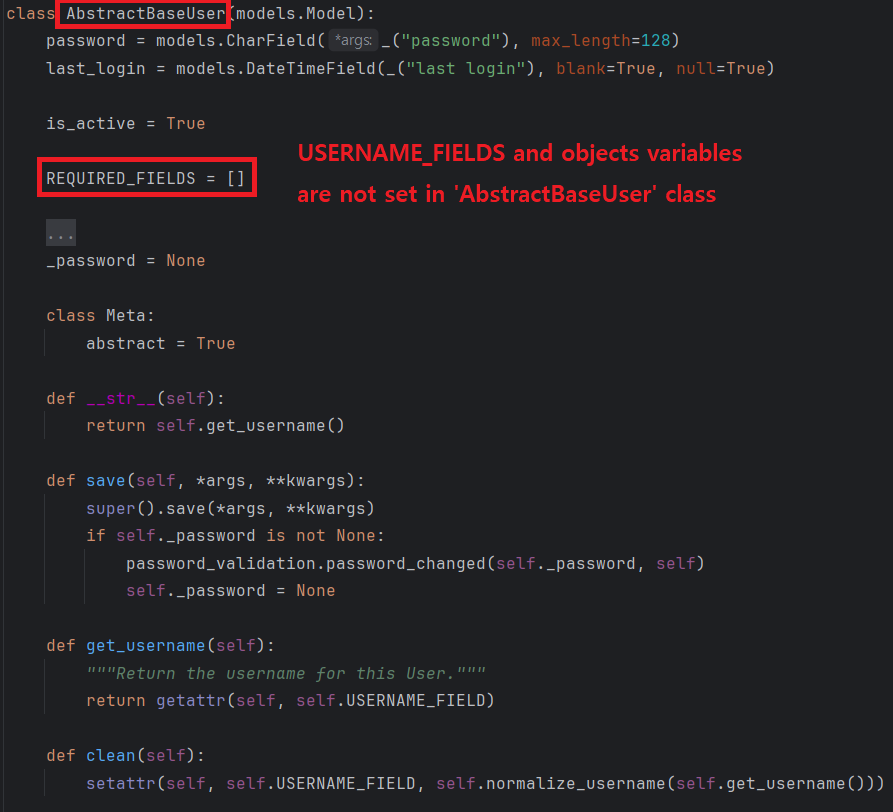 class AbstractBaseUser(models.Model):
    password = models.CharField( *args: _("password"), max_length=128)
    last_login = models.DateTimeField(_("last login"), blank=True, null=True)
    is_active = True
USERNAME_FIELDS and objects variables
    REQUIRED_FIELDS = []
are not set in 'AbstractBaseUser' class
    ...
    _password = None
    class Meta:
        abstract = True
    def __str__(self):
        return self.get_username()
    def save(self, *args, **kwargs):
        super().save(*args, **kwargs)
        if self._password is not None:
            password_validation.password_changed(self._password, self)
            self._password = None
    def get_username(self):
        """Return the username for this User."""
        return getattr(self, self.USERNAME_FIELD)
    def clean(self):
        setattr(self, self.USERNAME_FIELD, self.normalize_username(self.get_username()))